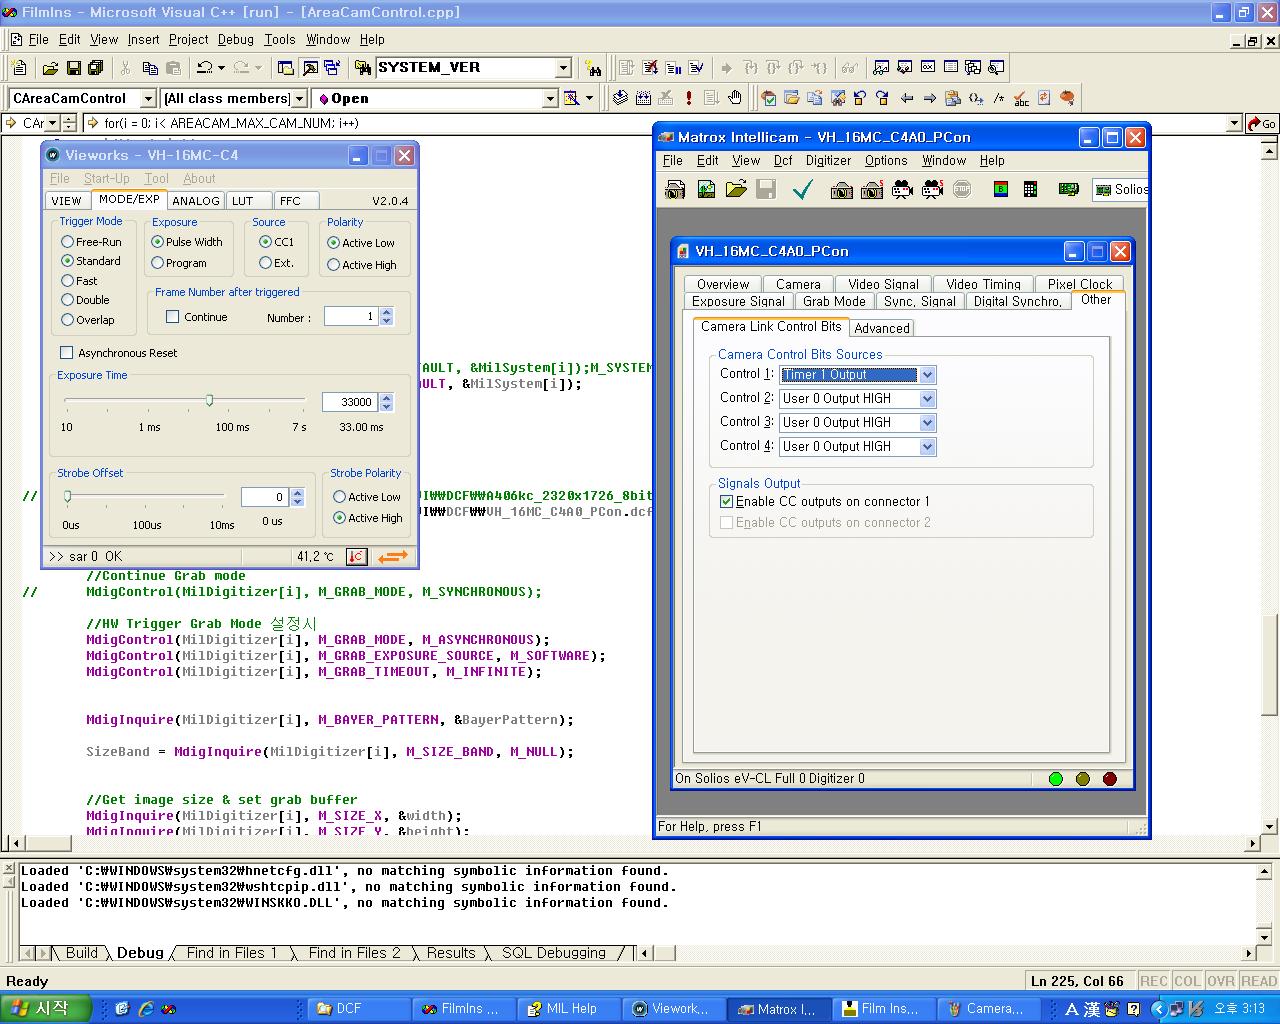 FilmIns - Microsoft Visual C++ [run] - [AreaCamControl.cpp]
File Edit View Insert Project Debug Tools Window Help
SYSTEM_VER
CAreaCamControl [All class members] Open
CAr for(i = 0; i< AREACAM_MAX_CAM_NUM; i++) Go
Vieworks - VH-16MC-C4
File Start-Up Tool About
VIEW MODE/EXP ANALOG LUT FFC V2.0.4
Trigger Mode
Free-Run
Standard
Fast
Double
Overlap
Exposure
Pulse Width
Program
Source
CC1
Ext.
Polarity
Active Low
Active High
Frame Number after triggered
Continue Number : 1
Asynchronous Reset
Exposure Time
33000
10 1 ms 100 ms 7 s 33.00 ms
Strobe Offset
0
0us 100us 10ms 0 us
Strobe Polarity
Active Low
Active High
>> sar 0 OK 41,2 ℃
FAULT, &MilSystem[i]);M_SYSTEM
AULT, &MilSystem[i]);
// I₩₩DCF₩₩A406kc_2320x1726_8bit
I₩₩DCF₩₩VH_16MC_C4A0_PCon.dcf
//Continue Grab mode
// MdigControl(MilDigitizer[i], M_GRAB_MODE, M_SYNCHRONOUS);
//HW Trigger Grab Mode 설정시
MdigControl(MilDigitizer[i], M_GRAB_MODE, M_ASYNCHRONOUS);
MdigControl(MilDigitizer[i], M_GRAB_EXPOSURE_SOURCE, M_SOFTWARE);
MdigControl(MilDigitizer[i], M_GRAB_TIMEOUT, M_INFINITE);
MdigInquire(MilDigitizer[i], M_BAYER_PATTERN, &BayerPattern);
SizeBand = MdigInquire(MilDigitizer[i], M_SIZE_BAND, M_NULL);
//Get image size & set grab buffer
MdigInquire(MilDigitizer[i], M_SIZE_X, &width);
MdigInquire(MilDigitizer[i], M_SIZE_Y, &height);
Matrox Intellicam - VH_16MC_C4A0_PCon
File Edit View Dcf Digitizer Options Window Help
STOP Solios
VH_16MC_C4A0_PCon
Overview Camera Video Signal Video Timing Pixel Clock
Exposure Signal Grab Mode Sync, Signal Digital Synchro, Other
Camera Link Control Bits Advanced
Camera Control Bits Sources
Control 1: Timer 1 Output
Control 2: User 0 Output HIGH
Control 3: User 0 Output HIGH
Control 4: User 0 Output HIGH
Signals Output
Enable CC outputs on connector 1
Enable CC outputs on connector 2
On Solios eV-CL Full 0 Digitizer 0
For Help, press F1
Loaded 'C:₩WINDOWS₩system32₩hnetcfg.dll', no matching symbolic information found.
Loaded 'C:₩WINDOWS₩system32₩wshtcpip.dll', no matching symbolic information found.
Loaded 'C:₩WINDOWS₩system32₩WINSKKO.DLL', no matching symbolic information found.
Build Debug Find in Files 1 Find in Files 2 Results SQL Debugging
Ready Ln 225, Col 66 REC COL OVR READ
시작 DCF FilmIns ... MIL Help Viework... Matrox I... Film Ins... Camera... A 漢 오후 3:13